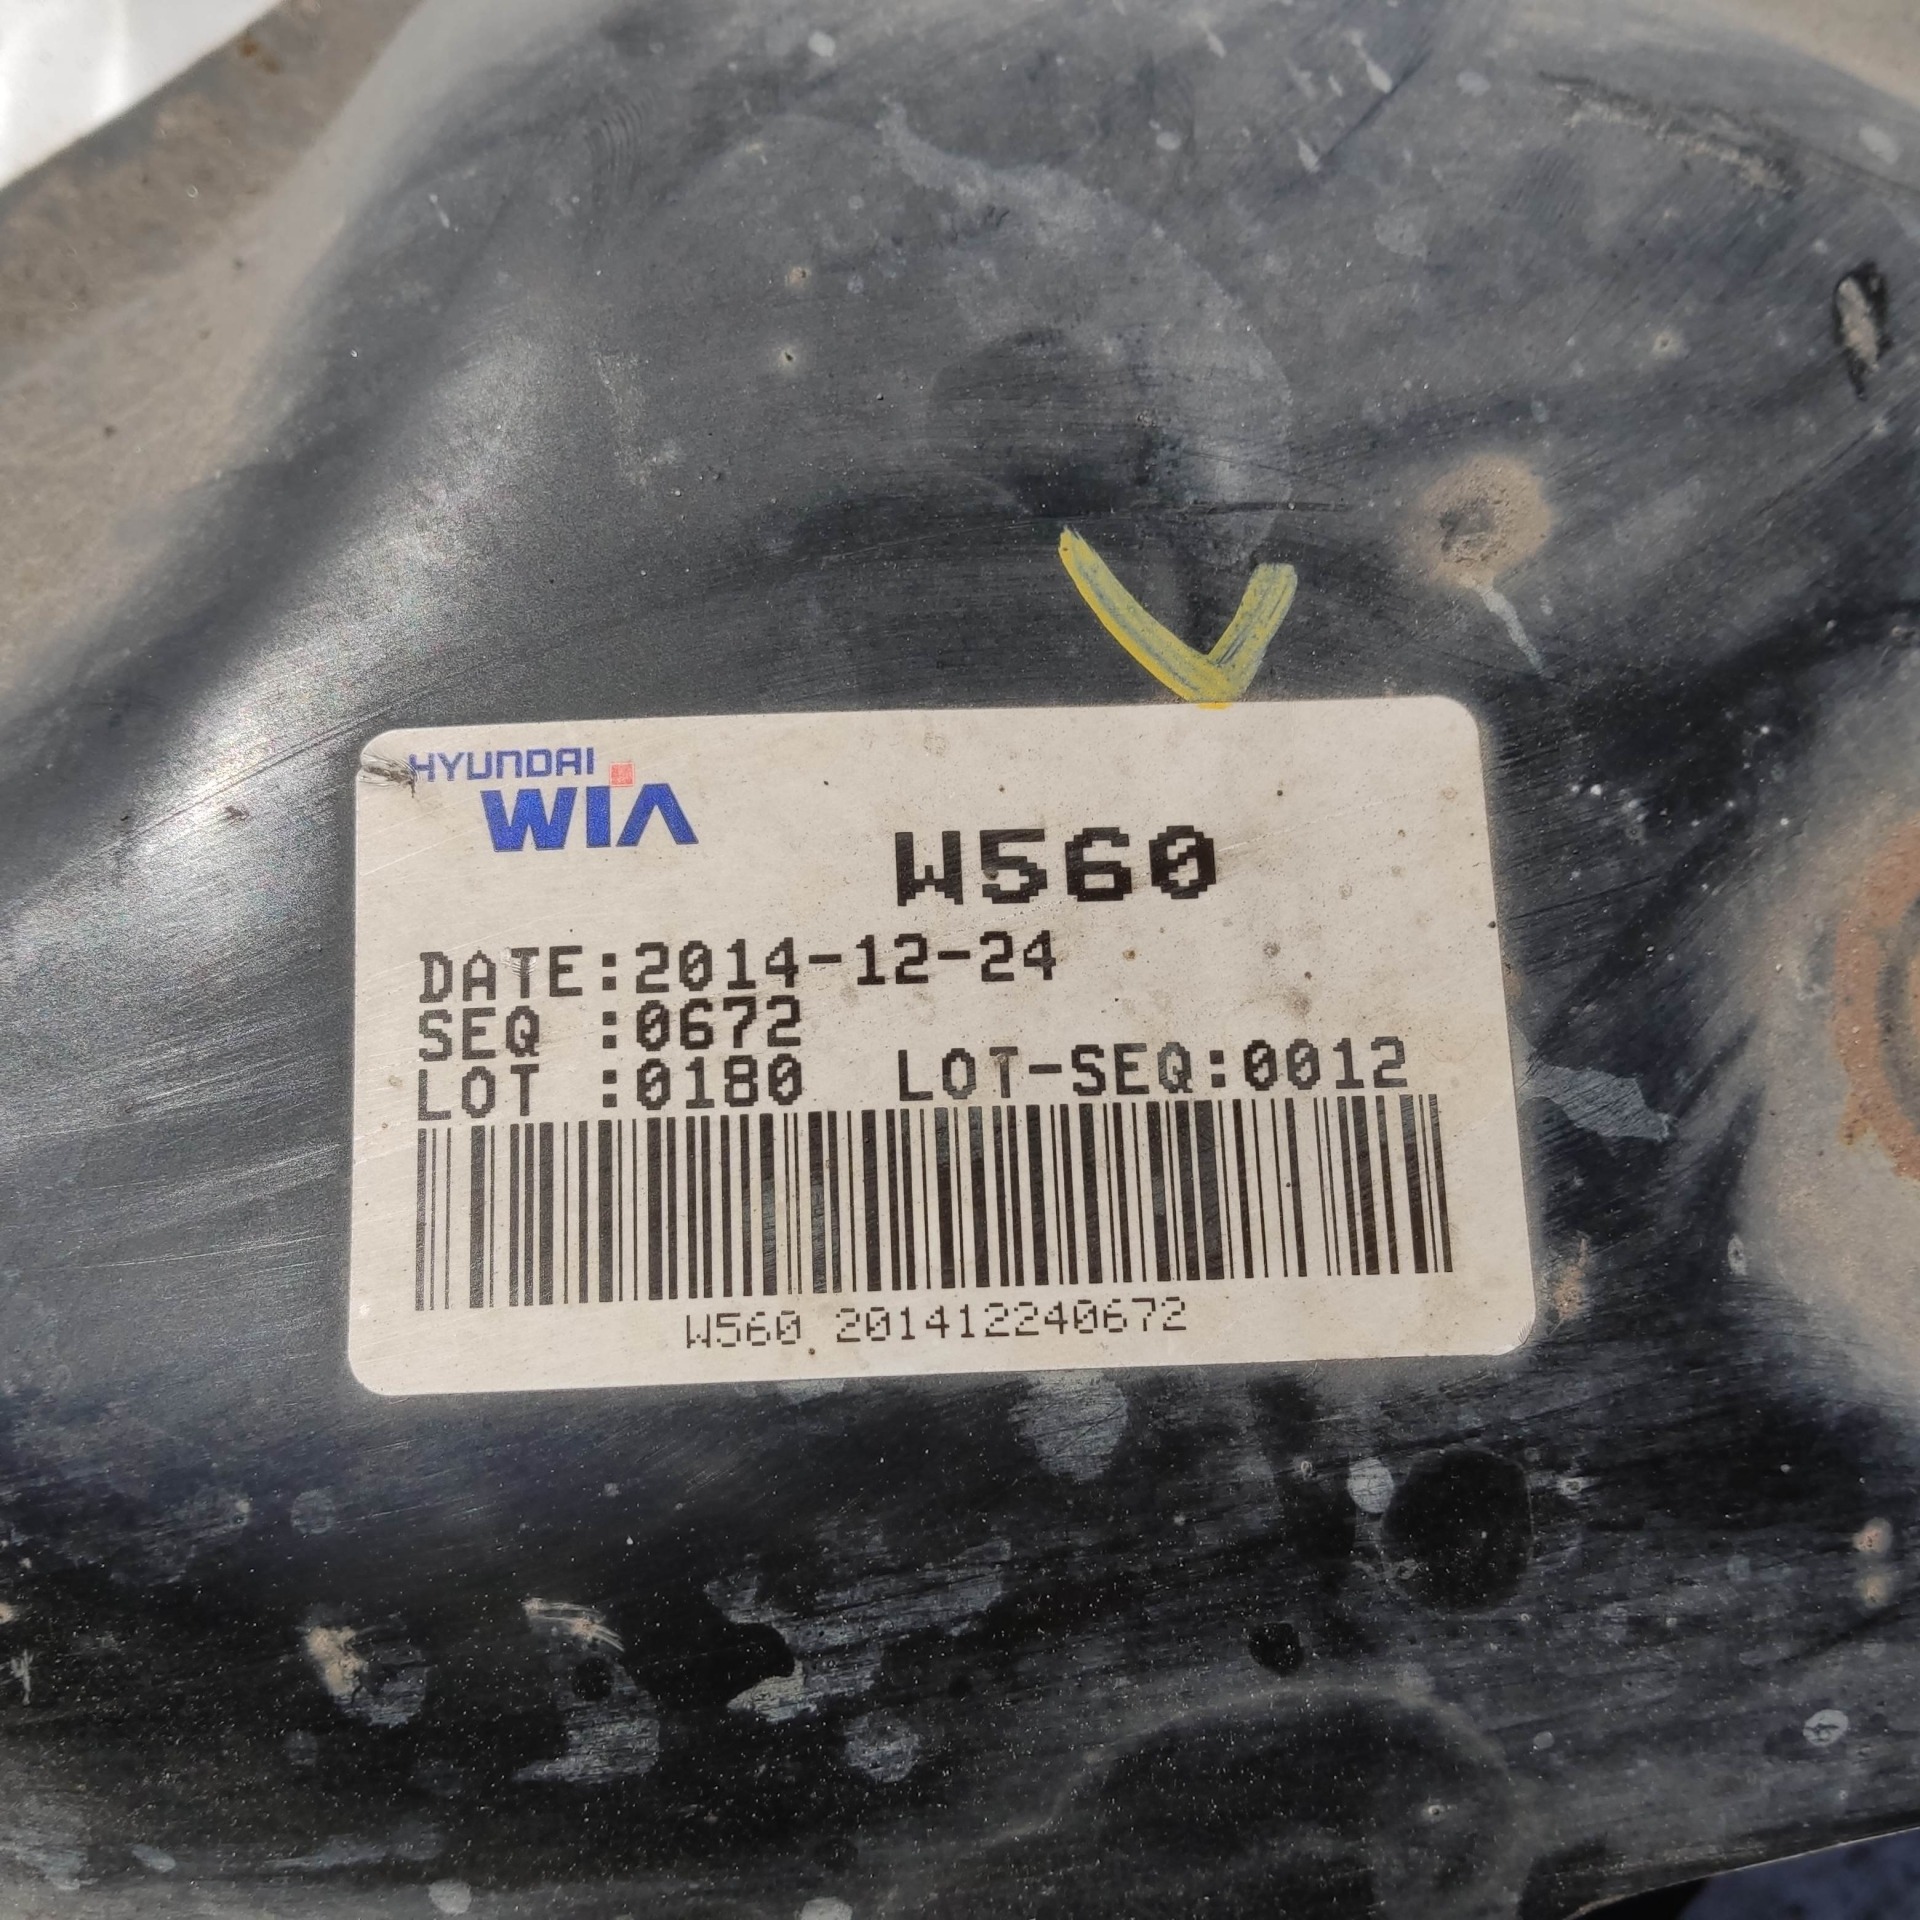 HYUNDAI
WIA
W560
DATE:2014-12-24
SEQ :0672
LOT :0180 LOT-SEQ:0012
W560 201412240672